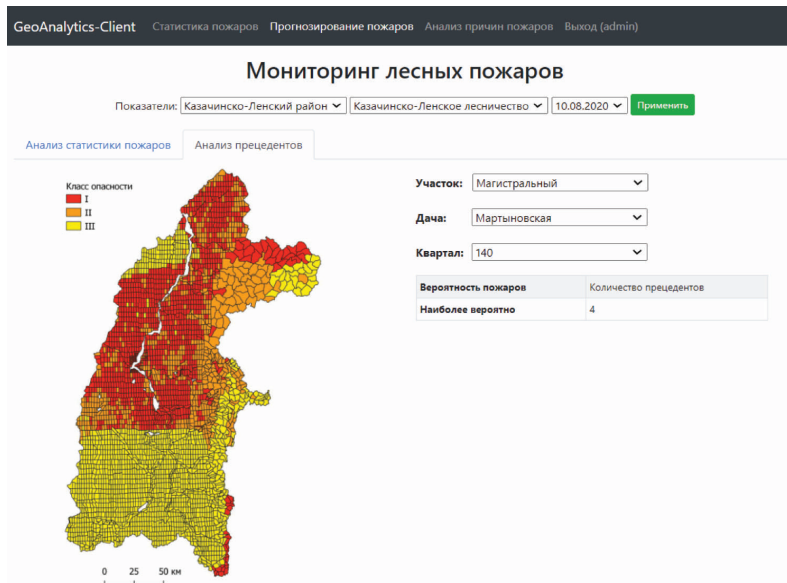 GeoAnalytics-Client Статистика пожаров Прогнозирование пожаров Анализ причин пожаров Выход (admin)
Мониторинг лесных пожаров
Показатели: Казачинско-Ленский район Казачинско-Ленское лесничество 10.08.2020 Применить
Анализ статистики пожаров Анализ прецедентов
Класс опасности
I
II
III
Участок: Магистральный
Дача: Мартыновская
Квартал: 140
Вероятность пожаров Количество прецедентов
Наиболее вероятно 4
0 25 50 км